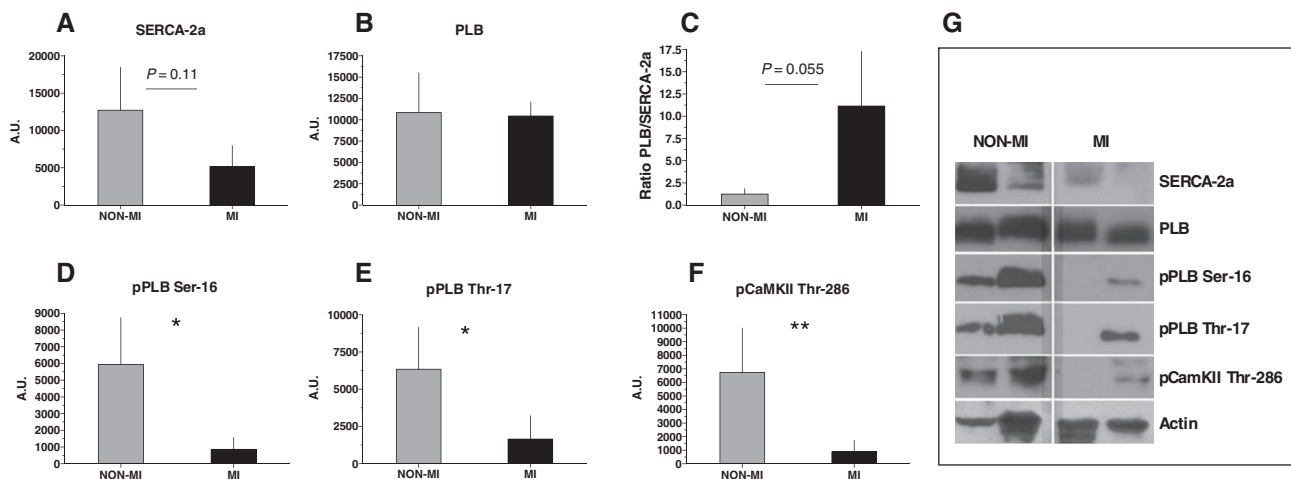 A
SERCA-2a
20000
15000
10000
5000
0
A.U.
P = 0.11
NON-MI MI
B
PLB
17500
15000
12500
10000
7500
5000
2500
0
A.U.
NON-MI MI
C
17.5
15.0
12.5
10.0
7.5
5.0
2.5
0.0
Ratio PLB/SERCA-2a
P = 0.055
NON-MI MI
D
pPLB Ser-16
9000
8000
7000
6000
5000
4000
3000
2000
1000
0
A.U.
*
NON-MI MI
E
pPLB Thr-17
10000
7500
5000
2500
0
A.U.
*
NON-MI MI
F
pCaMKII Thr-286
11000
10000
9000
8000
7000
6000
5000
4000
3000
2000
1000
0
A.U.
**
NON-MI MI
G
NON-MI MI
SERCA-2a
PLB
pPLB Ser-16
pPLB Thr-17
pCamKII Thr-286
Actin